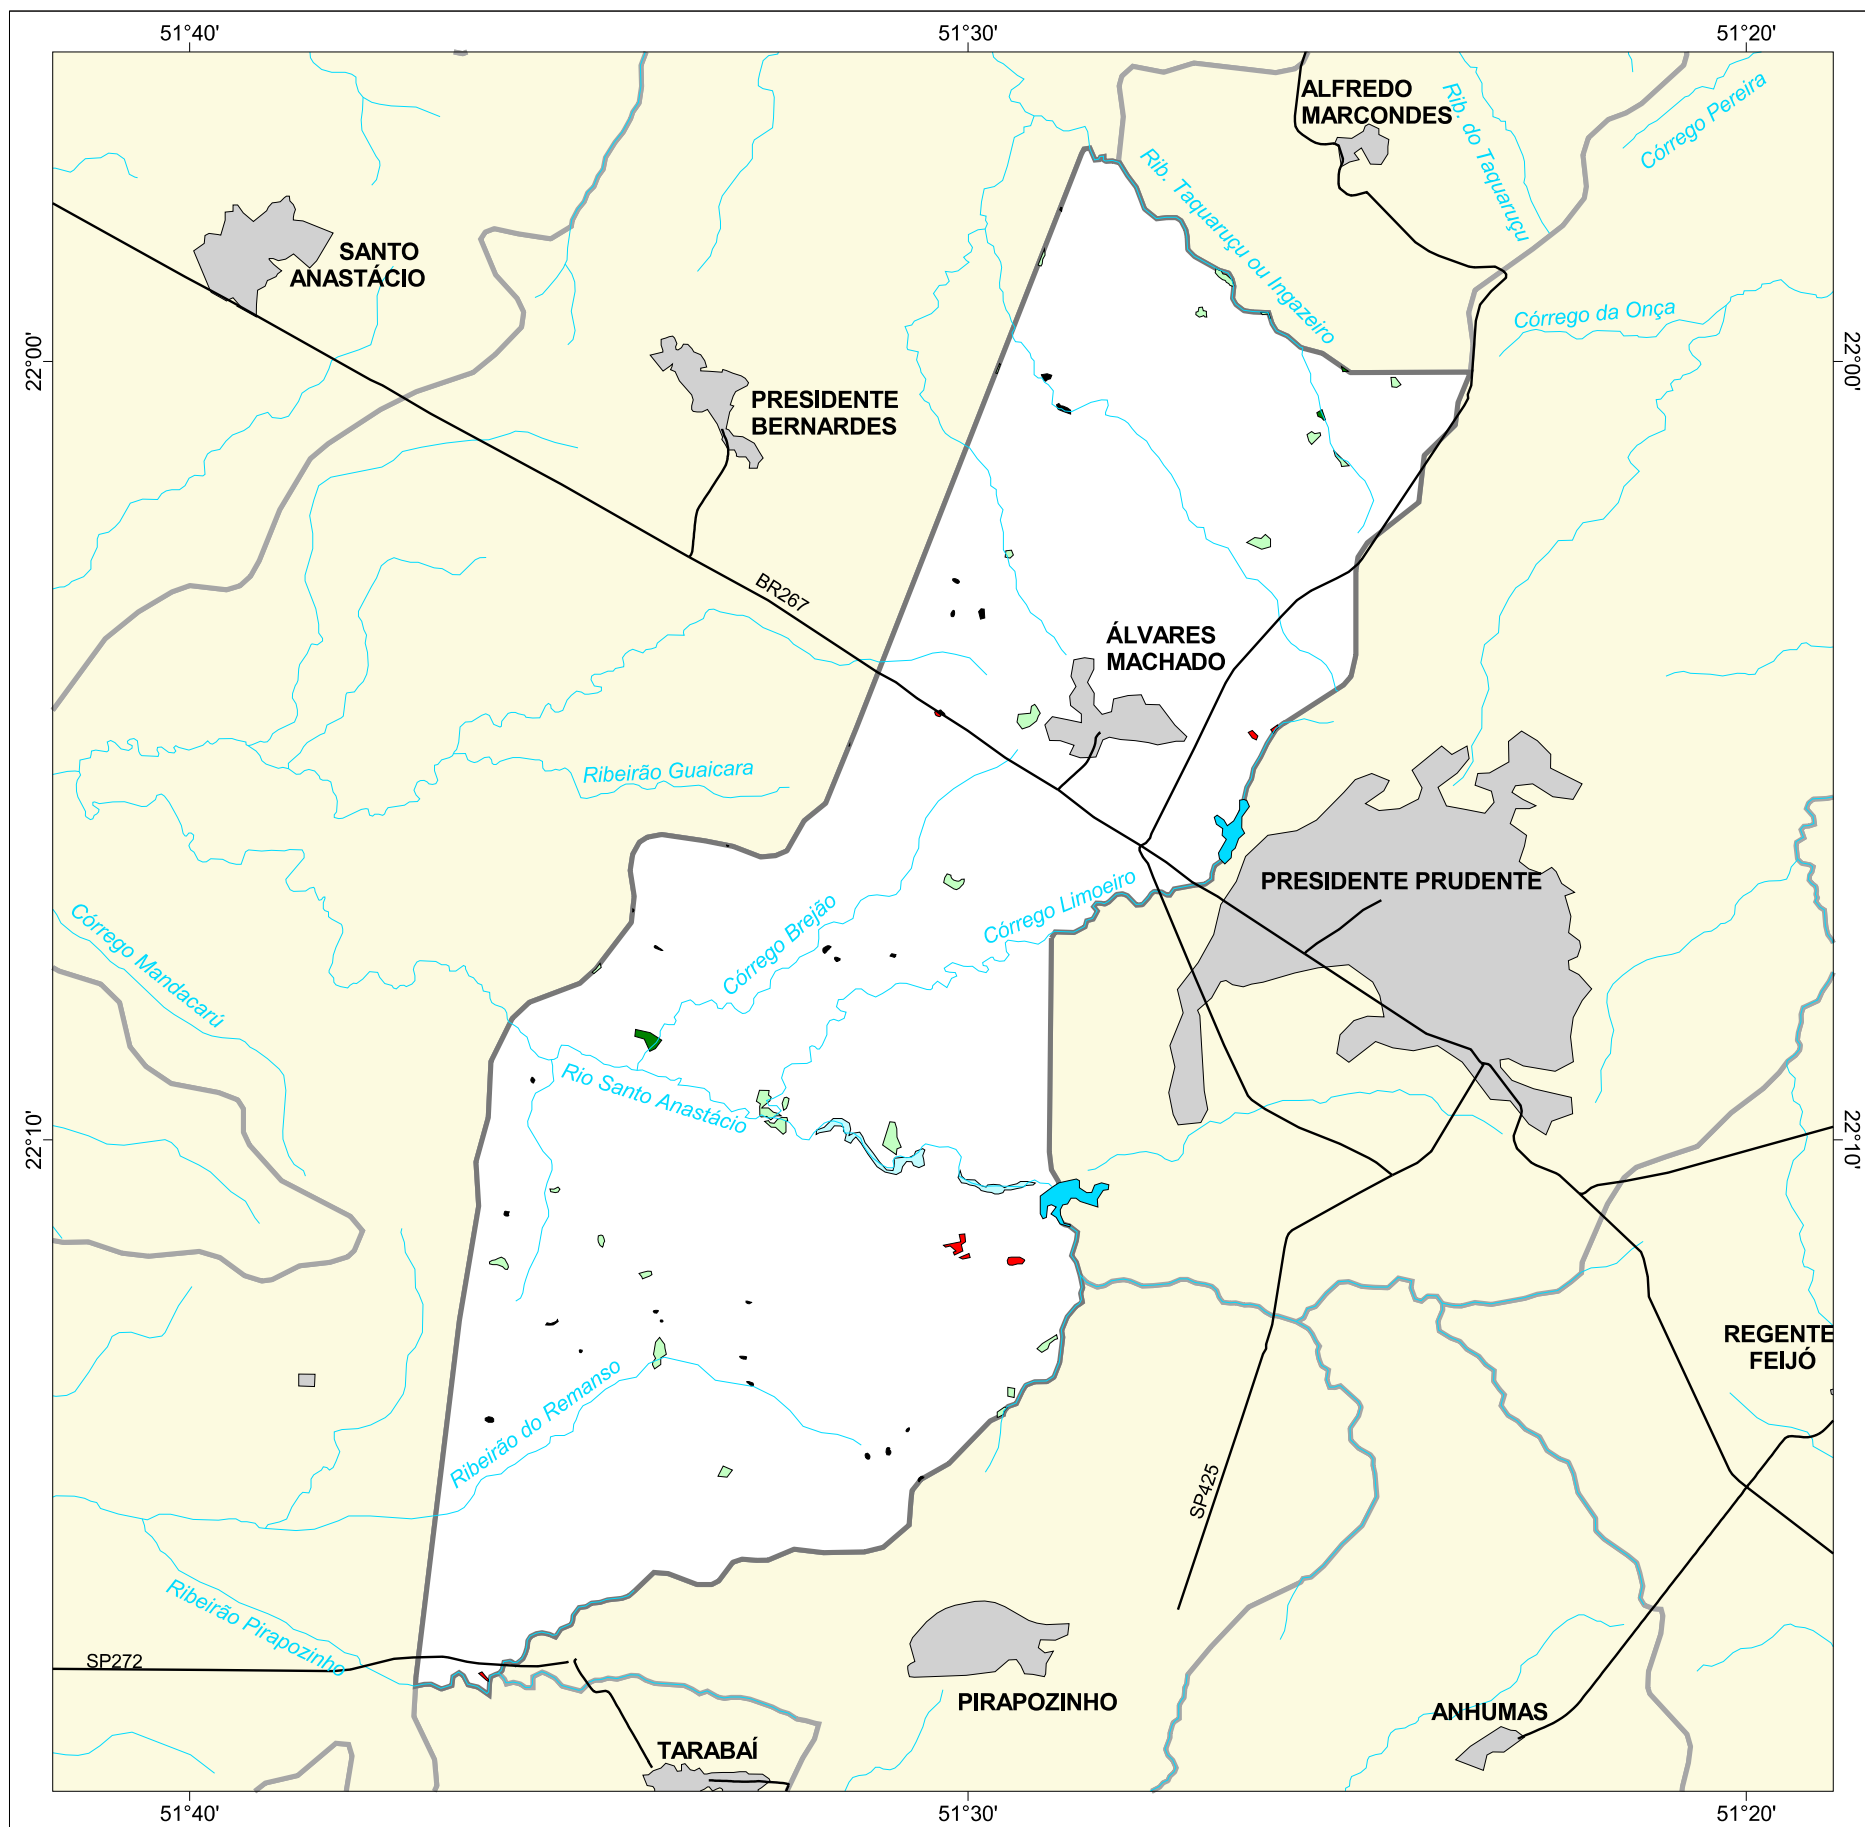 51°40'
51°30'
51°20'
ALFREDO
MARCONDES
Rib. do Taquaruçu
Córrego Pereira
Rib. Taquaruçu ou Ingazeiro
SANTO
ANASTÁCIO
Córrego da Onça
22°00'
22°00'
PRESIDENTE
BERNARDES
BR267
ÁLVARES
MACHADO
Ribeirão Guaicara
PRESIDENTE PRUDENTE
Córrego Limoeiro
Córrego Brejão
Córrego Mandacarú
Rio Santo Anastácio
22°10'
22°10'
REGENTE
FEIJÓ
Ribeirão do Remanso
SP425
Ribeirão Pirapozinho
SP272
PIRAPOZINHO
ANHUMAS
TARABAÍ
51°40'
51°30'
51°20'